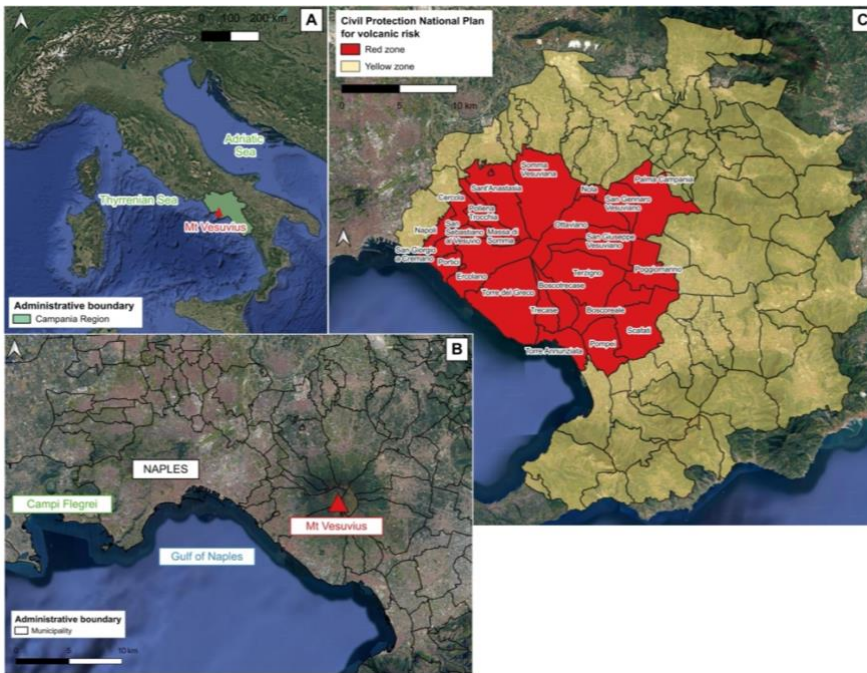 0 100 200 km
A
Adriatic
Sea
Thyrrenian Sea
Mt Vesuvius
Administrative boundary
Campania Region
Civil Protection National Plan
for volcanic risk
Red zone
Yellow zone
0 5 10 km
C
Somma
Vesuviana
Palma Campania
Sant'Anastasia
Nola
Cercola
San Gennaro
Vesuviano
Pollena
Trocchia
Ottaviano
Napoli
San
Sebastiano
al Vesuvio
Massa di
Somma
San Giuseppe
Vesuviano
San Giorgio
a Cremano
Portici
Poggiomarino
Ercolano
Terzigno
Boscotrecase
Torre del Greco
Trecase
Boscoreale
Scafati
Pompei
Torre Annunziata
B
NAPLES
Campi Flegrei
Mt Vesuvius
Gulf of Naples
Administrative boundary
Municipality
0 5 10 km